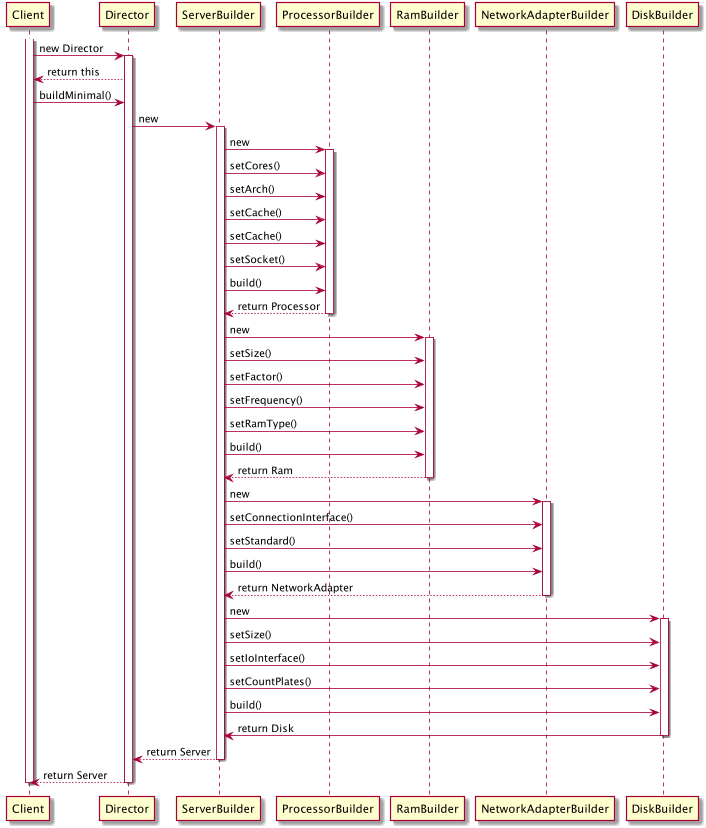 Client Director ServerBuilder ProcessorBuilder RamBuilder NetworkAdapterBuilder DiskBuilder
new Director
return this
buildMinimal()
new
new
setCores()
setArch()
setCache()
setCache()
setSocket()
build()
return Processor
new
setSize()
setFactor()
setFrequency()
setRamType()
build()
return Ram
new
setConnectionInterface()
setStandard()
build()
return NetworkAdapter
new
setSize()
setIoInterface()
setCountPlates()
build()
return Disk
return Server
return Server
Client Director ServerBuilder ProcessorBuilder RamBuilder NetworkAdapterBuilder DiskBuilder